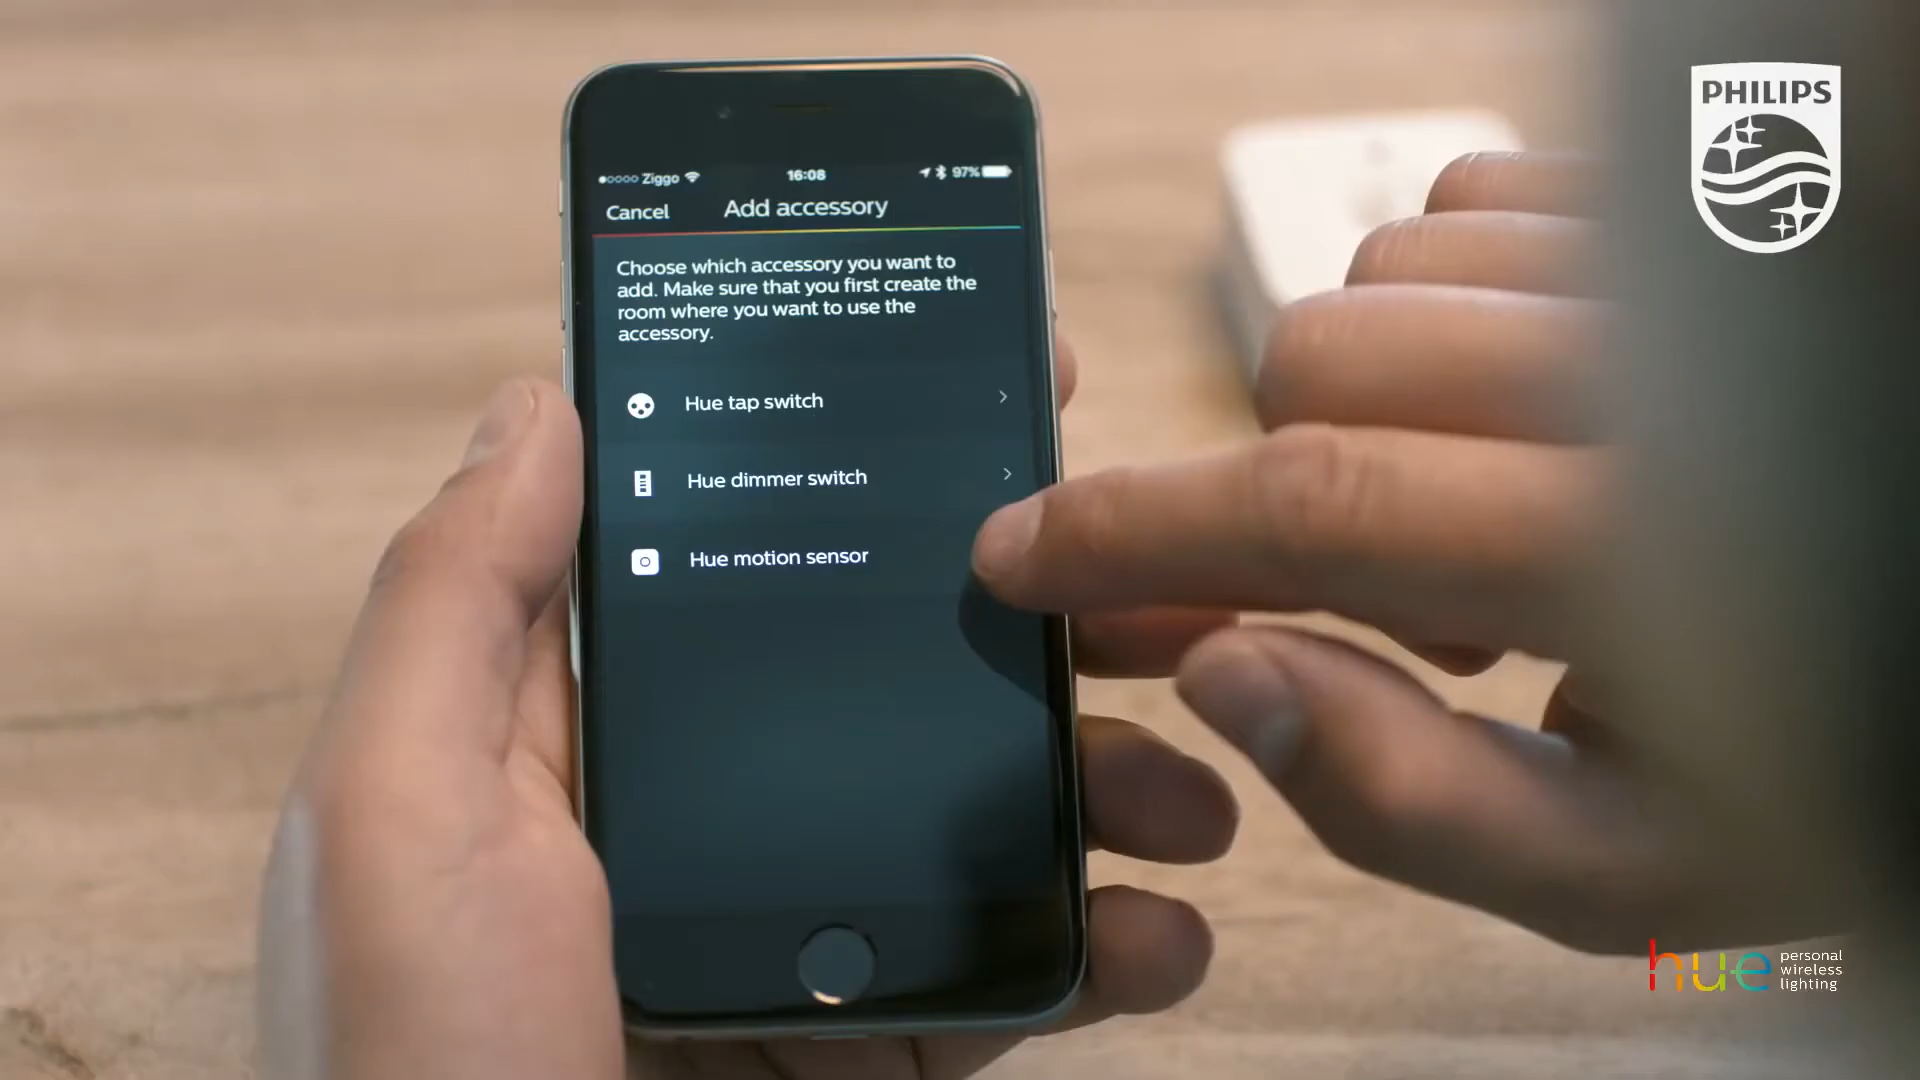 PHILIPS
Ziggo
16:08
97%
Cancel
Add accessory
Choose which accessory you want to
add. Make sure that you first create the
room where you want to use the
accessory.
Hue tap switch
Hue dimmer switch
Hue motion sensor
hue
personal
wireless
lighting